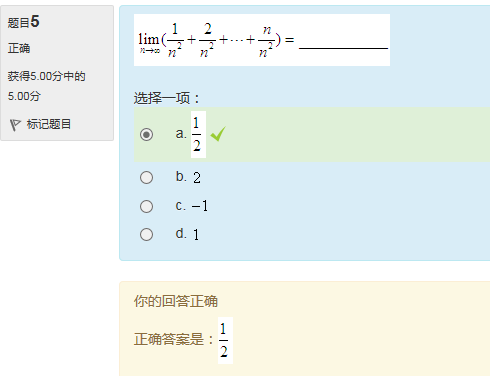 题目5
正确
获得5.00分中的
5.00分
标记题目
lim n→∞ (1/n² + 2/n² + ··· + n/n²) = ________
选择一项：
a. 1/2
b. 2
c. −1
d. 1
你的回答正确
正确答案是：1/2